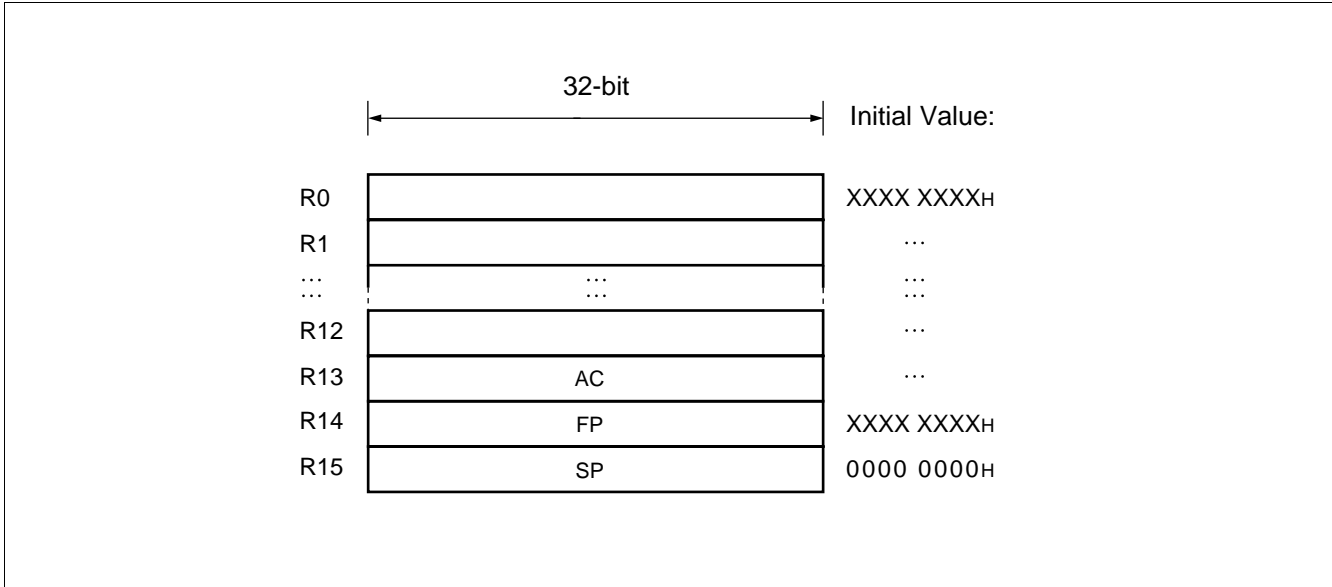 32-bit
Initial Value:
R0 XXXX XXXXH
R1 ...
... ... ...
... ... ...
R12 ...
R13 AC ...
R14 FP XXXX XXXXH
R15 SP 0000 0000H